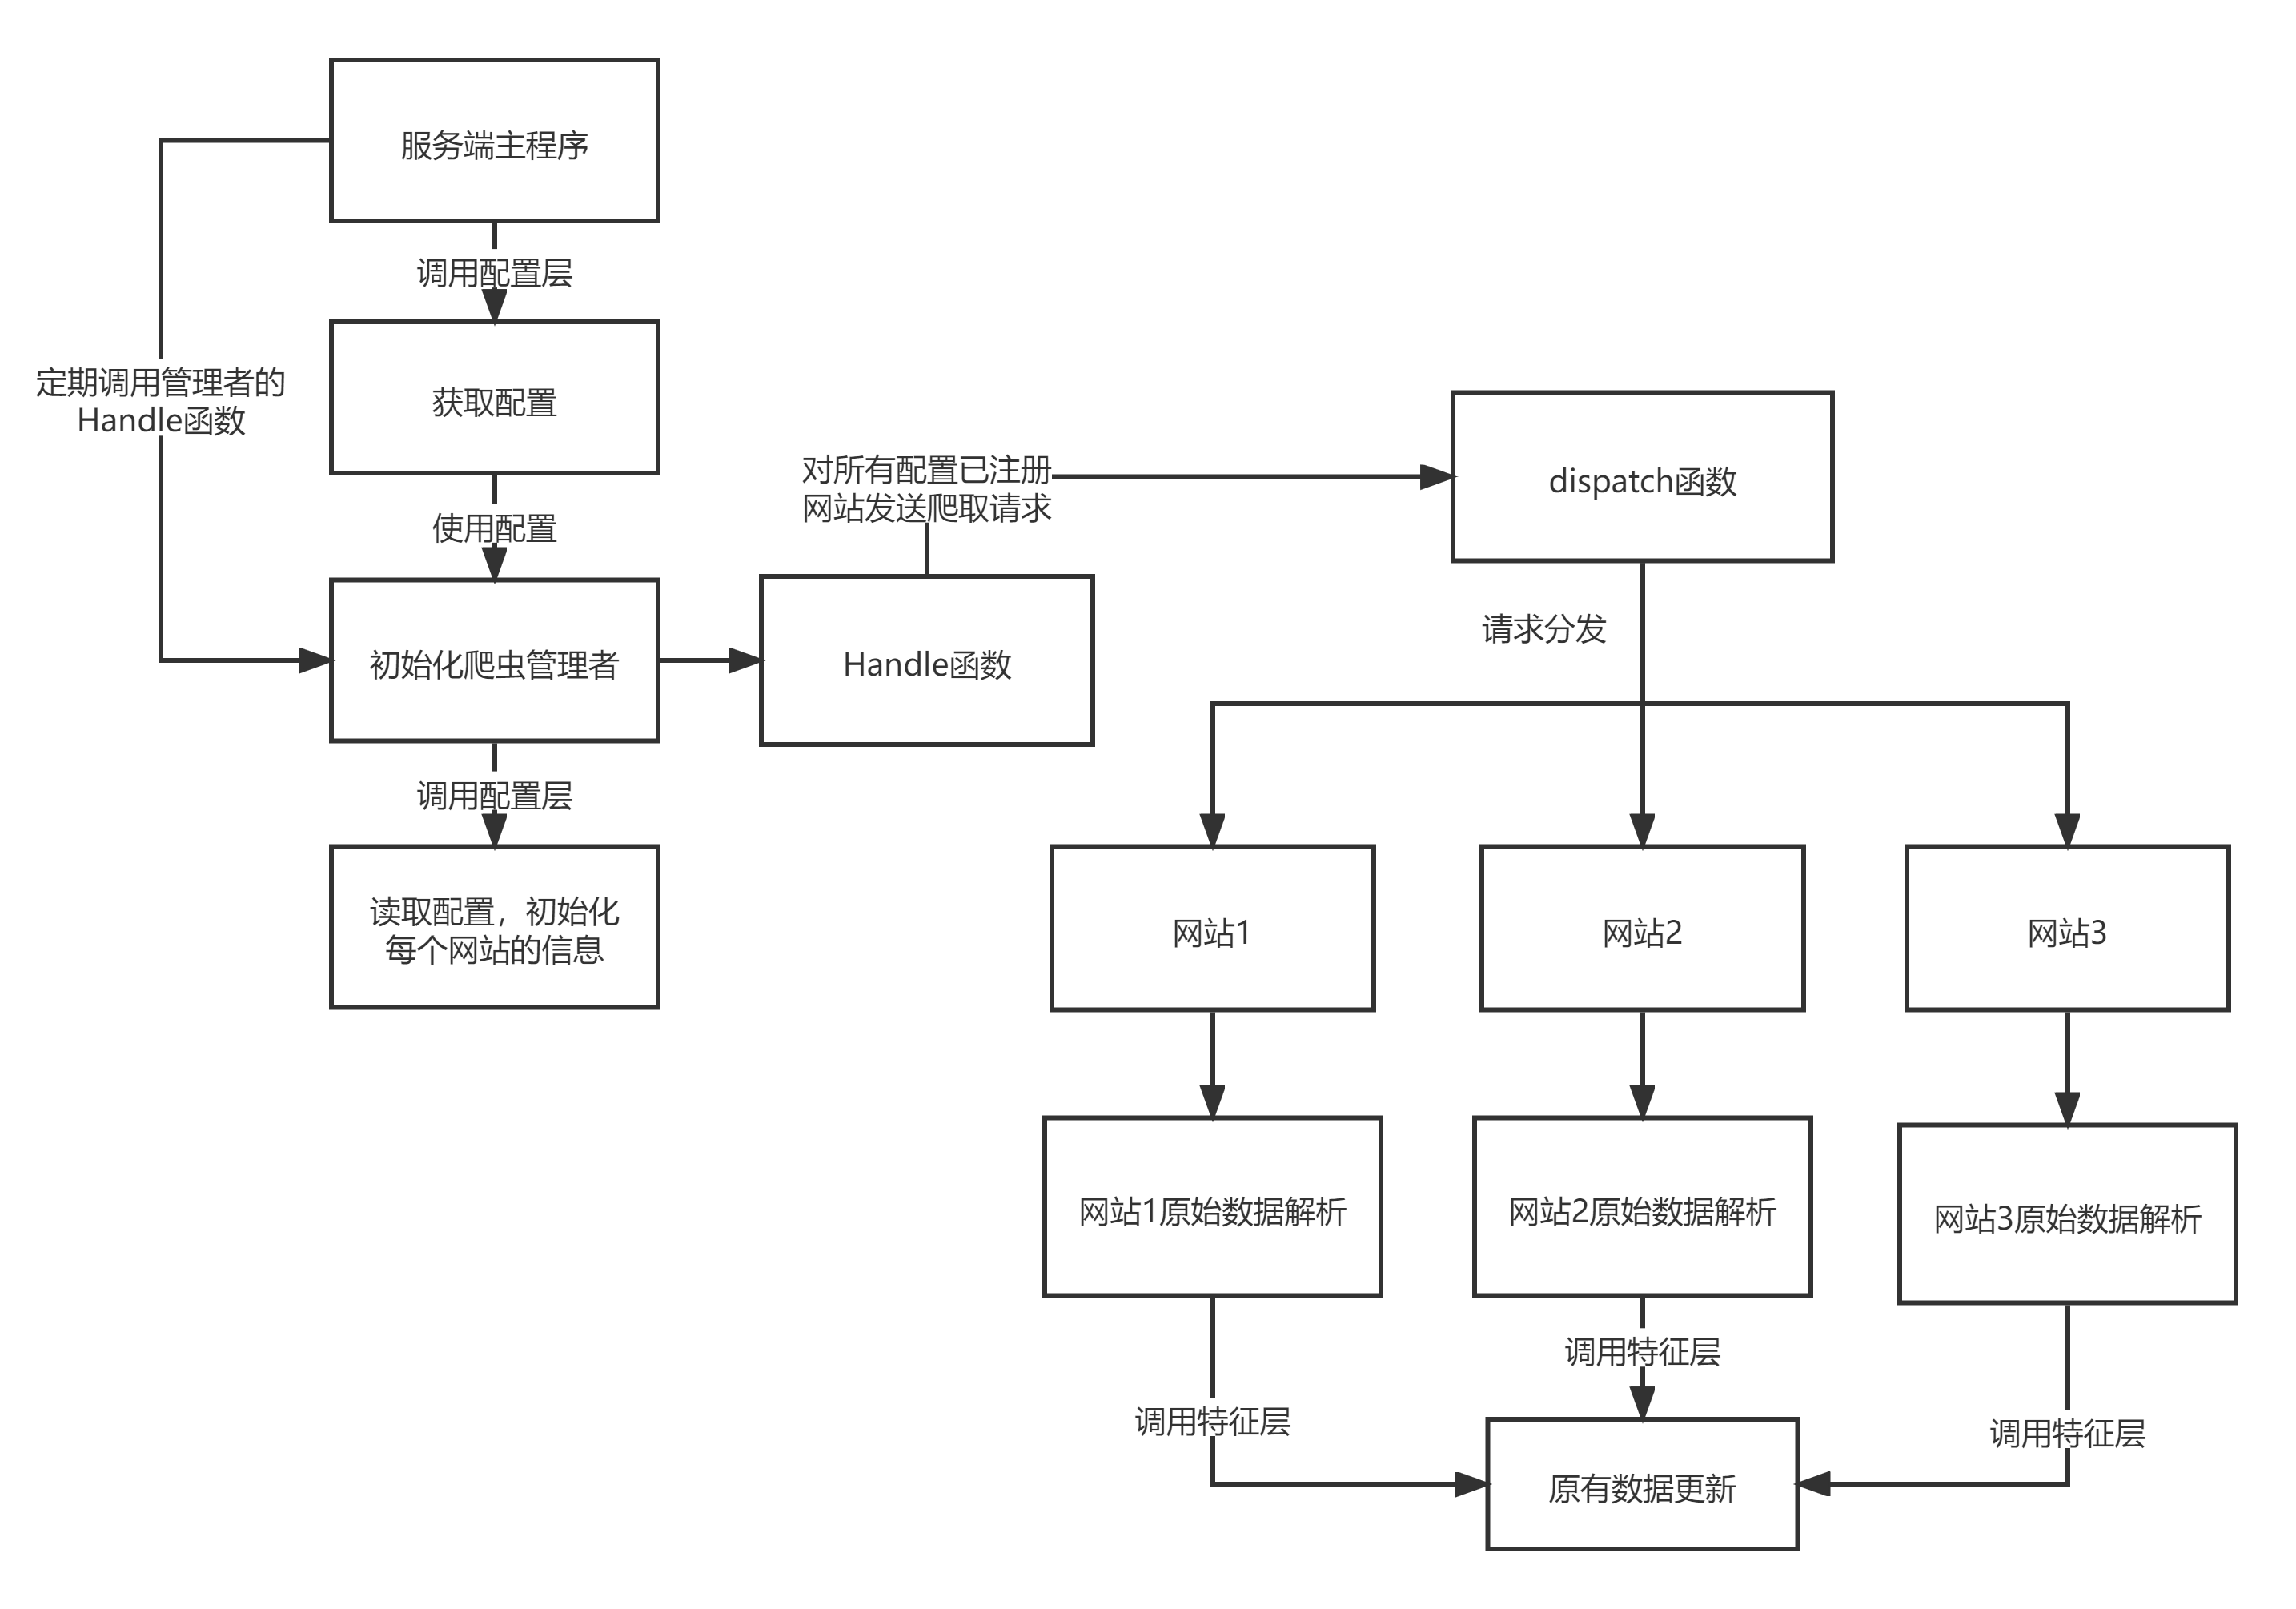 服务端主程序
调用配置层
定期调用管理者的
Handle函数
获取配置
使用配置
对所有配置已注册
网站发送爬取请求
dispatch函数
请求分发
初始化爬虫管理者
Handle函数
调用配置层
读取配置，初始化
每个网站的信息
网站1
网站2
网站3
网站1原始数据解析
网站2原始数据解析
网站3原始数据解析
调用特征层
调用特征层
调用特征层
原有数据更新